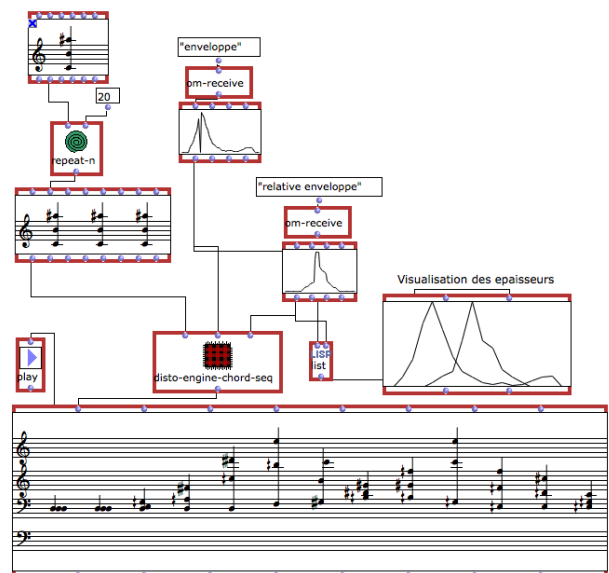 "enveloppe"
om-receive
20
repeat-n
"relative enveloppe"
om-receive
Visualisation des epaisseurs
LISP
list
play
disto-engine-chord-seq